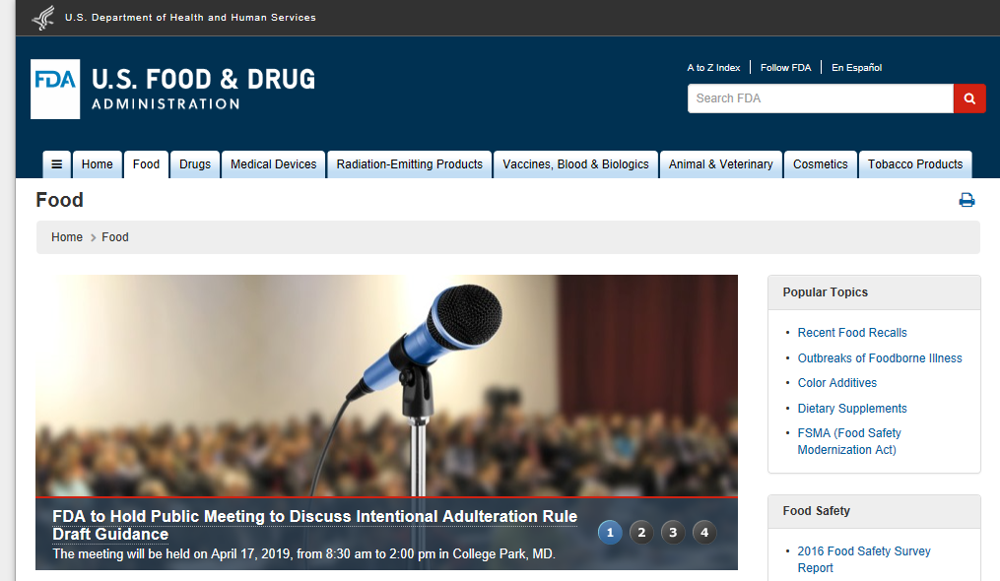 U.S. Department of Health and Human Services
FDA
U.S. FOOD & DRUG
ADMINISTRATION
A to Z Index
Follow FDA
En Español
Search FDA
Home
Food
Drugs
Medical Devices
Radiation-Emitting Products
Vaccines, Blood & Biologics
Animal & Veterinary
Cosmetics
Tobacco Products
Food
Home > Food
FDA to Hold Public Meeting to Discuss Intentional Adulteration Rule
Draft Guidance
The meeting will be held on April 17, 2019, from 8:30 am to 2:00 pm in College Park, MD.
1 2 3 4
Popular Topics
• Recent Food Recalls
• Outbreaks of Foodborne Illness
• Color Additives
• Dietary Supplements
• FSMA (Food Safety
Modernization Act)
Food Safety
• 2016 Food Safety Survey
Report